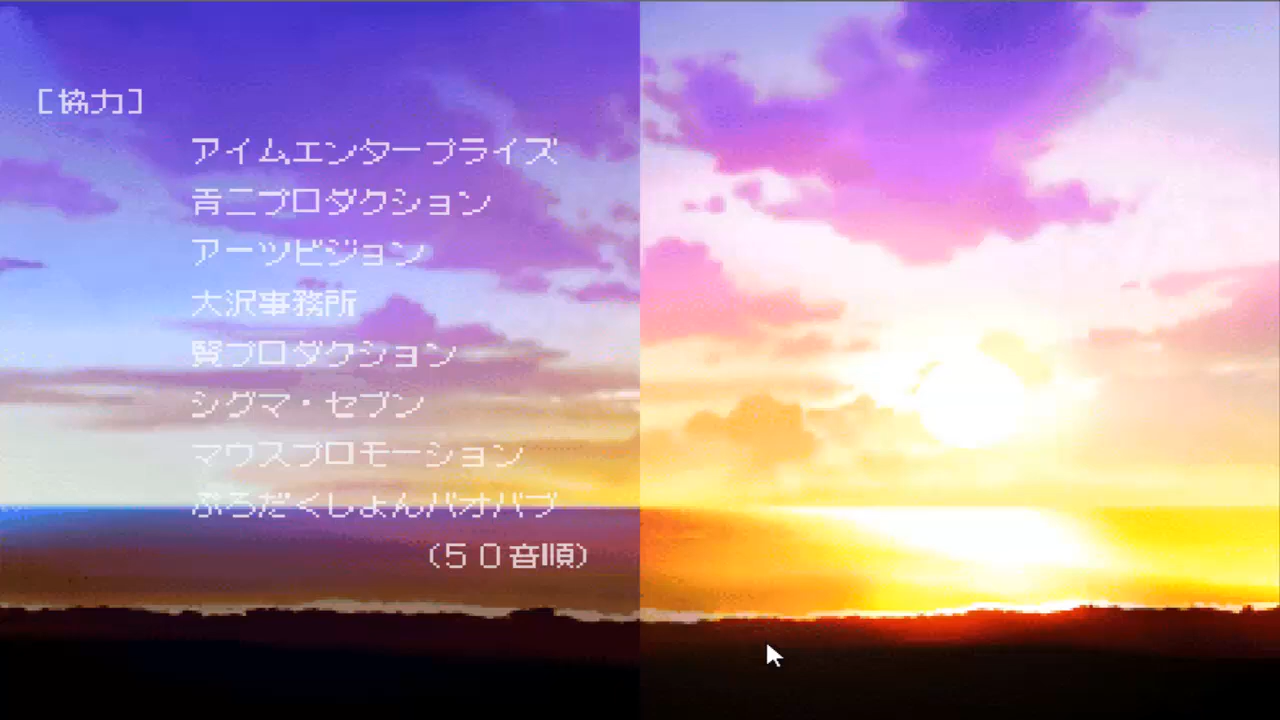 ［協力］
アイムエンタープライズ
青二プロダクション
アーツビジョン
大沢事務所
賢プロダクション
シグマ・セブン
マウスプロモーション
ぷろだくしょんバオバブ
（５０音順）